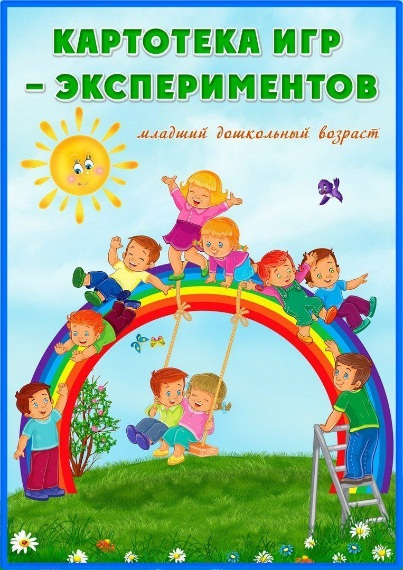 КАРТОТЕКА ИГР
– ЭКСПЕРИМЕНТОВ
младший дошкольный возраст